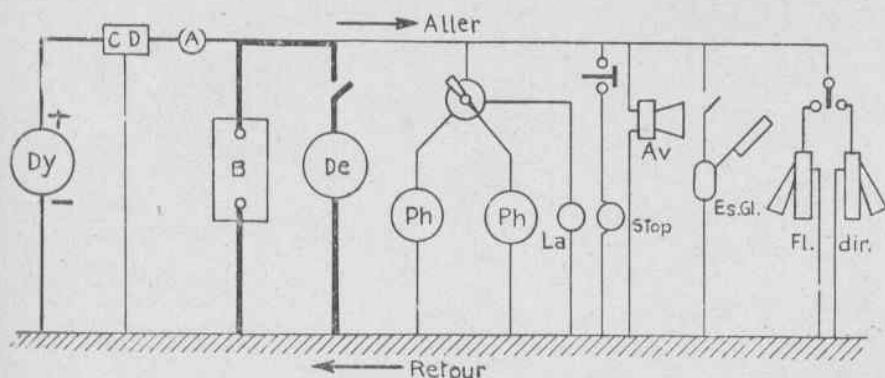 Aller
C D
A
+
Dy
-
B
De
Ph
Ph
La
Stop
Av
Es.Gl.
Fl.
dir.
Retour